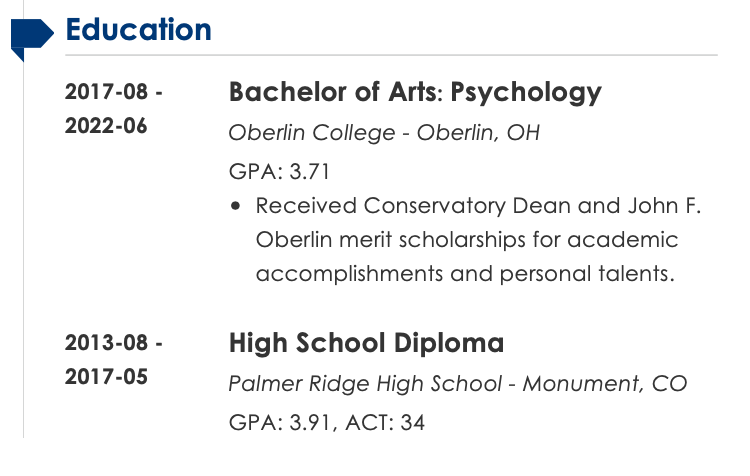 Education
2017-08 -
2022-06
Bachelor of Arts: Psychology
Oberlin College - Oberlin, OH
GPA: 3.71
• Received Conservatory Dean and John F.
Oberlin merit scholarships for academic
accomplishments and personal talents.
2013-08 -
2017-05
High School Diploma
Palmer Ridge High School - Monument, CO
GPA: 3.91, ACT: 34